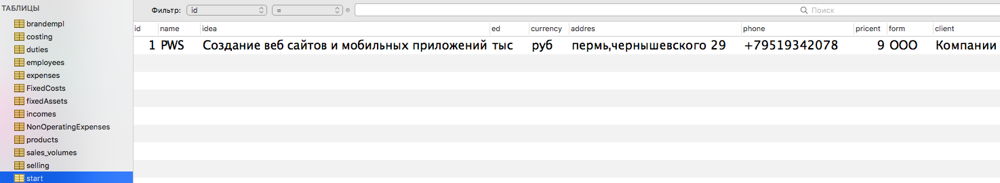 ТАБЛИЦЫ
Фильтр: id = Поиск
brandempl
costing
duties
employees
expenses
FixedCosts
fixedAssets
incomes
NonOperatingExpenses
products
sales_volumes
selling
start
id name idea ed currency addres phone pricent form client
1 PWS Создание веб сайтов и мобильных приложений тыс руб пермь,чернышевского 29 +79519342078 9 ООО Компании